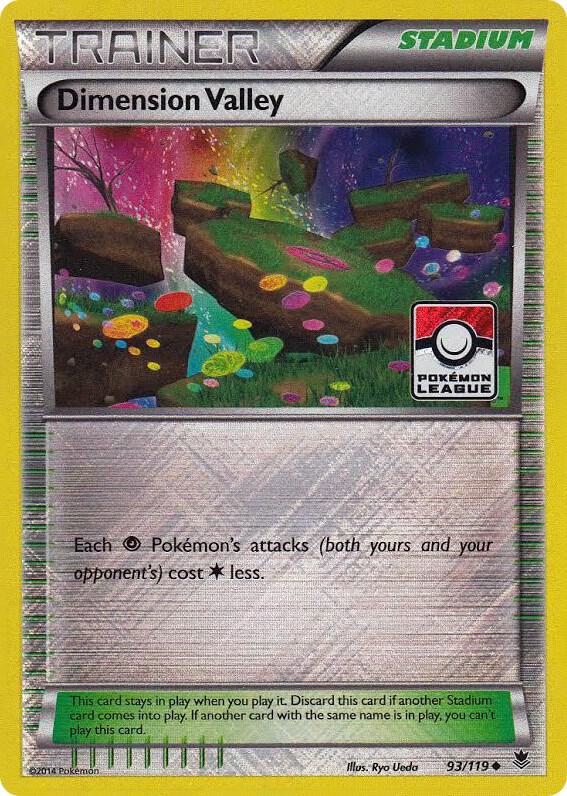 TRAINER
STADIUM
Dimension Valley
POKÉMON
LEAGUE
Each Pokémon's attacks (both yours and your
opponent's) cost less.
This card stays in play when you play it. Discard this card if another Stadium
card comes into play. If another card with the same name is in play, you can't
play this card.
©2014 Pokémon
Illus. Ryo Ueda
93/119